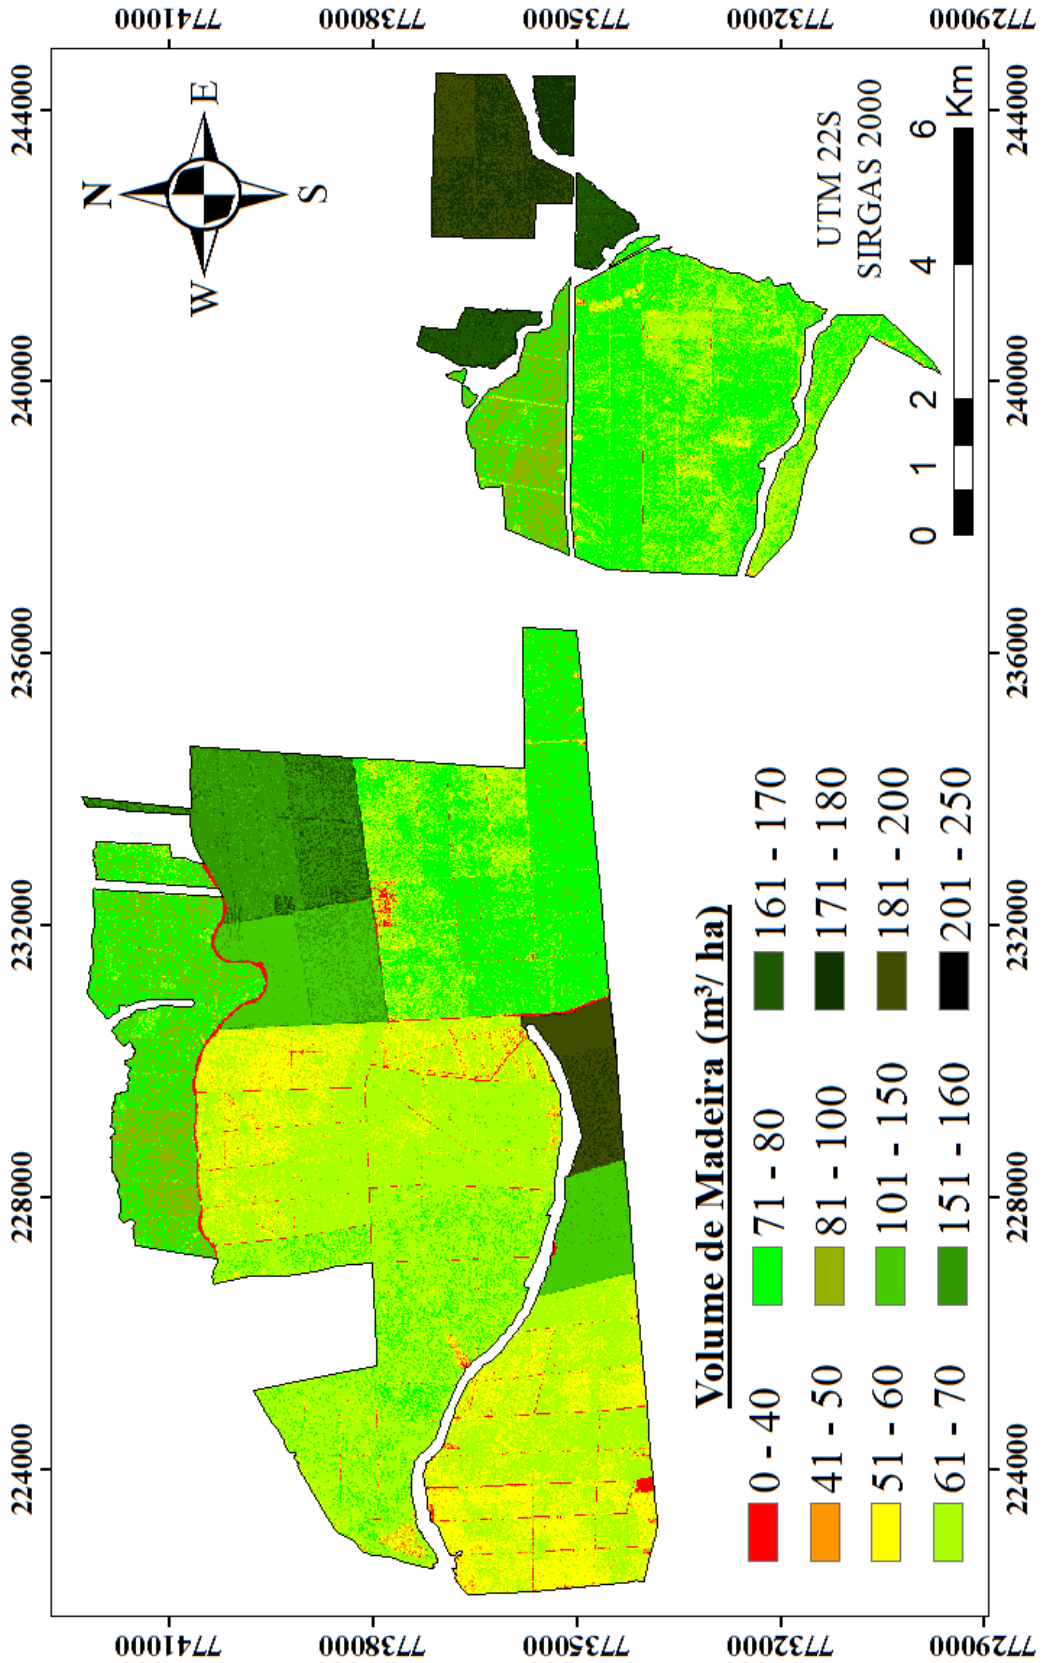 224000 228000 232000 236000 240000 244000
7741000 7738000 7735000 7732000 7729000
N
W E
S
UTM 22S
SIRGAS 2000
0 1 2 4 6 Km
Volume de Madeira (m³/ ha)
0 - 40 71 - 80 161 - 170
41 - 50 81 - 100 171 - 180
51 - 60 101 - 150 181 - 200
61 - 70 151 - 160 201 - 250
7741000 7738000 7735000 7732000 7729000
224000 228000 232000 236000 240000 244000